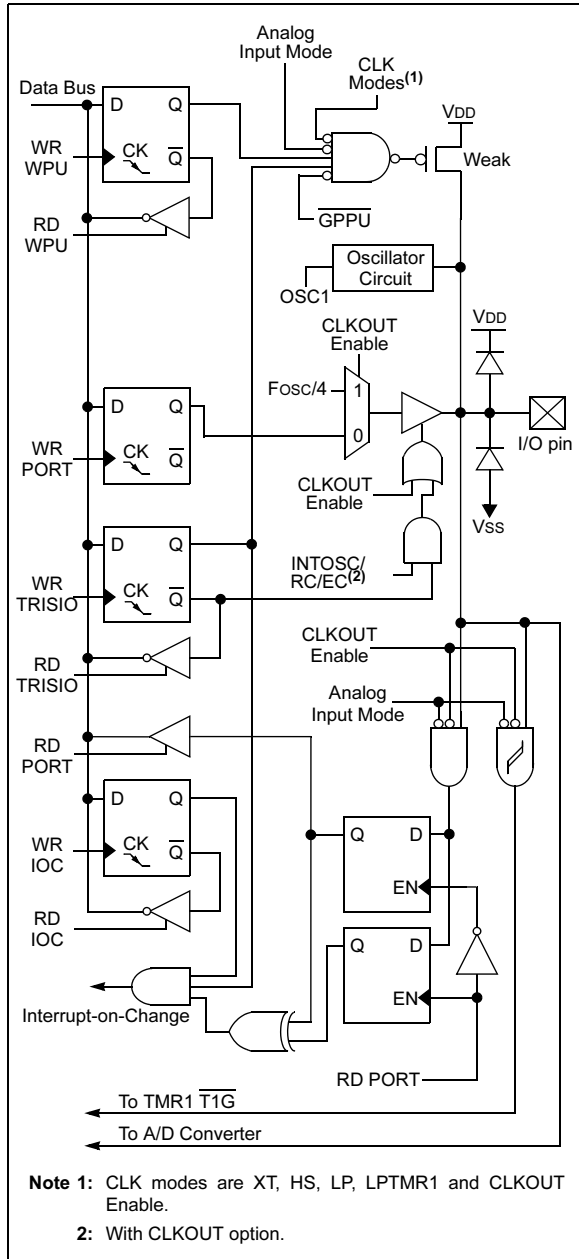 Analog
Input Mode
CLK
Modes(1)
Data Bus
D Q
VDD
WR
WPU
CK Q
Weak
RD
WPU
GPPU
Oscillator
Circuit
OSC1
CLKOUT
Enable
VDD
FOSC/4
1
D Q
0
I/O pin
WR
PORT
CK Q
CLKOUT
Enable
VSS
D Q
INTOSC/
RC/EC(2)
WR
TRISIO
CK Q
CLKOUT
Enable
RD
TRISIO
Analog
Input Mode
RD
PORT
D Q
Q D
WR
IOC
CK Q
EN
RD
IOC
Q D
EN
Interrupt-on-Change
RD PORT
To TMR1 T1G
To A/D Converter
Note 1: CLK modes are XT, HS, LP, LPTMR1 and CLKOUT
Enable.
2: With CLKOUT option.